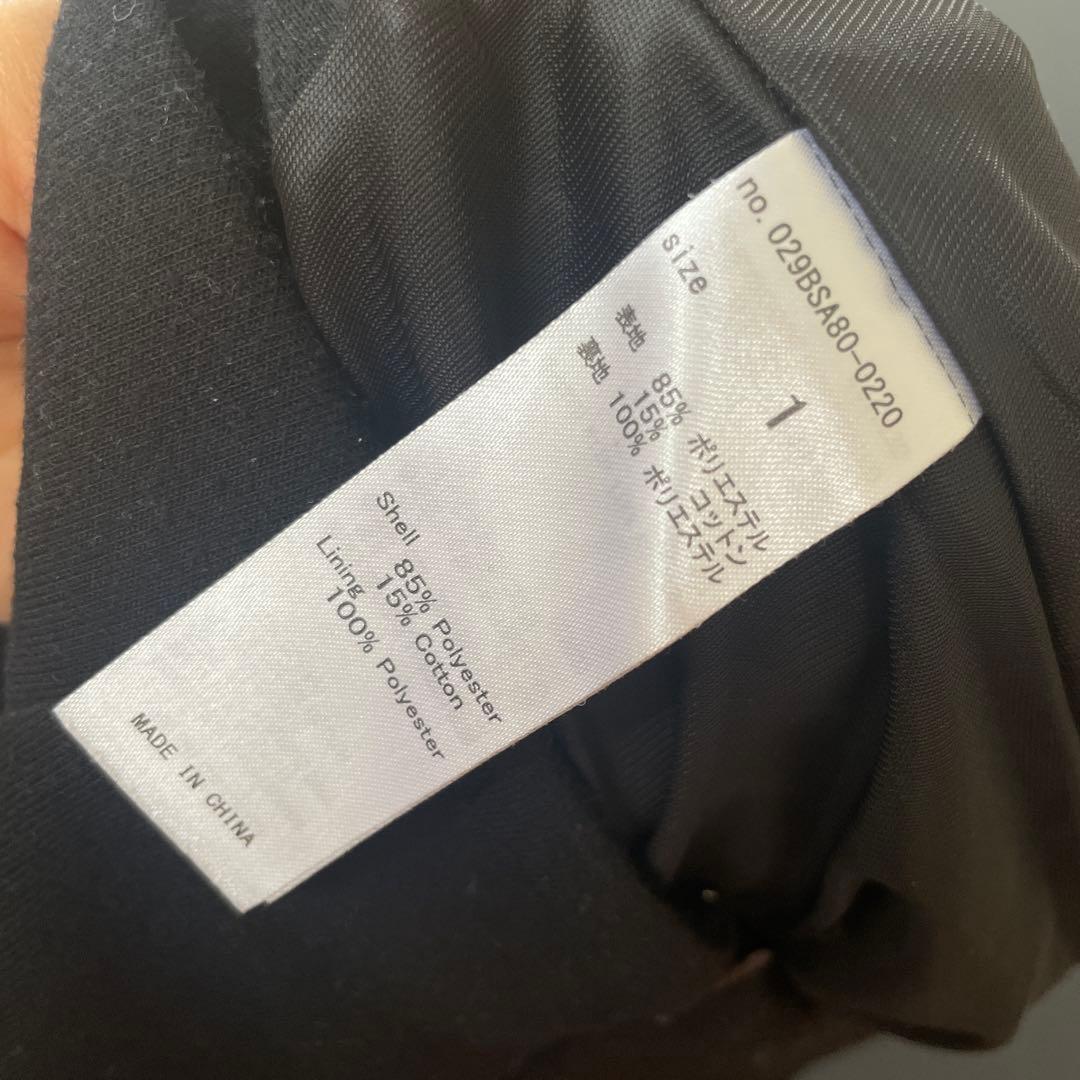 no. 029BSA80-0220
size 1
表地 85% ポリエステル
15% コットン
裏地 100% ポリエステル
Shell 85% Polyester
15% Cotton
Lining 100% Polyester
MADE IN CHINA